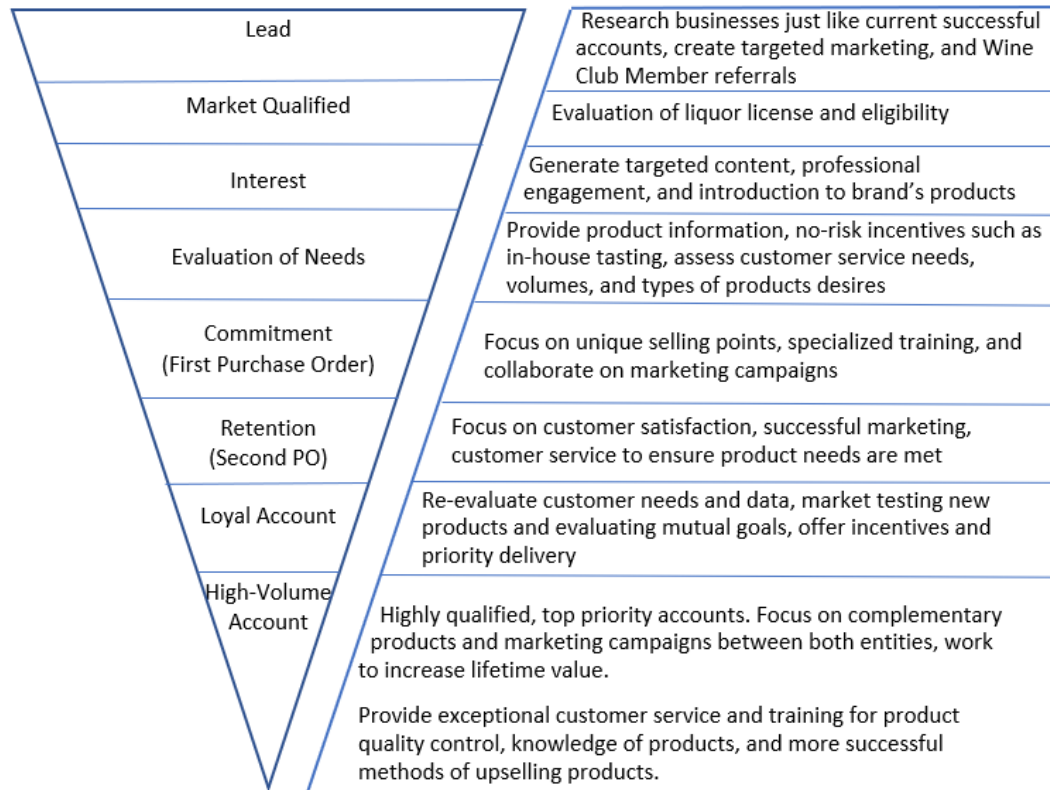 Lead
Research businesses just like current successful
accounts, create targeted marketing, and Wine
Club Member referrals
Market Qualified
Evaluation of liquor license and eligibility
Interest
Generate targeted content, professional
engagement, and introduction to brand’s products
Evaluation of Needs
Provide product information, no-risk incentives such as
in-house tasting, assess customer service needs,
volumes, and types of products desires
Commitment
(First Purchase Order)
Focus on unique selling points, specialized training, and
collaborate on marketing campaigns
Retention
(Second PO)
Focus on customer satisfaction, successful marketing,
customer service to ensure product needs are met
Loyal Account
Re-evaluate customer needs and data, market testing new
products and evaluating mutual goals, offer incentives and
priority delivery
High-Volume
Account
Highly qualified, top priority accounts. Focus on complementary
products and marketing campaigns between both entities, work
to increase lifetime value.
Provide exceptional customer service and training for product
quality control, knowledge of products, and more successful
methods of upselling products.